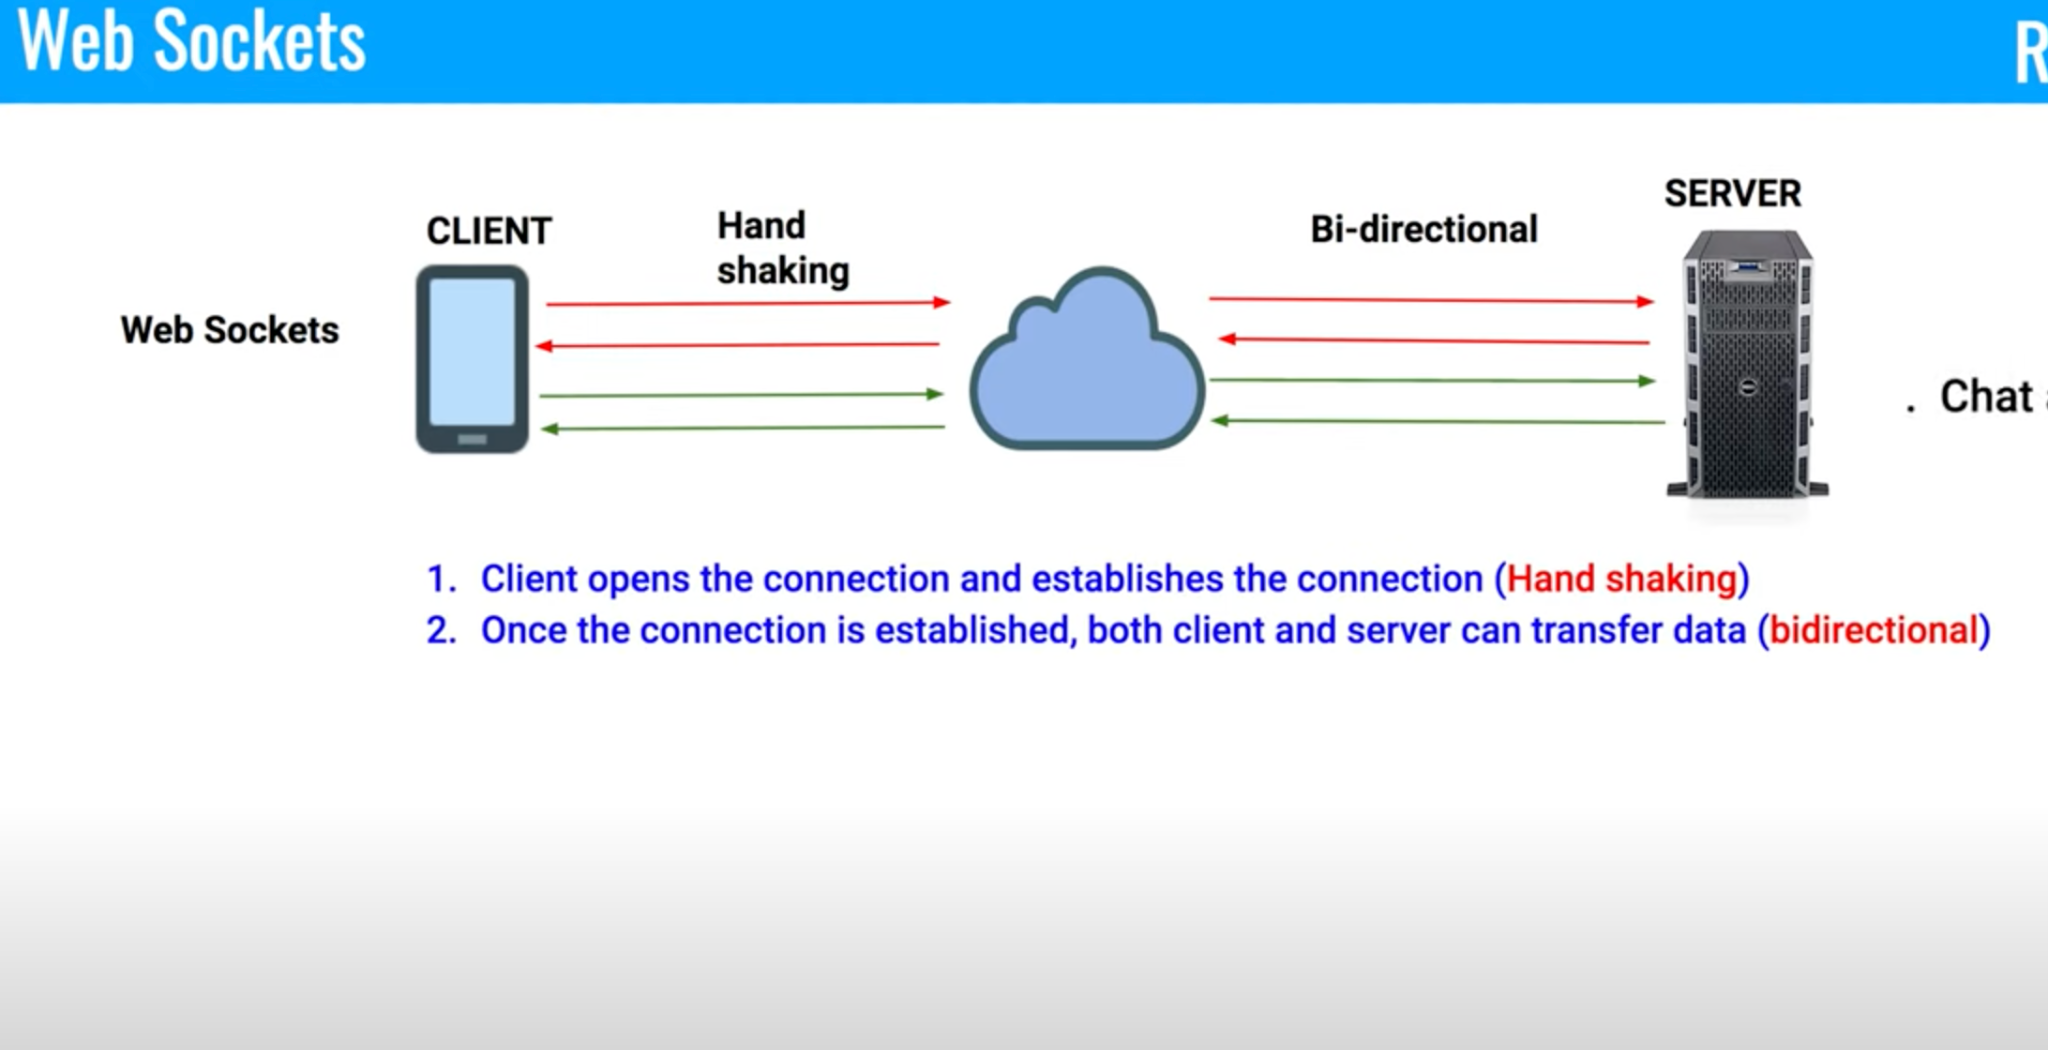 Web Sockets
R
SERVER
CLIENT
Hand
shaking
Bi-directional
Web Sockets
. Chat
1. Client opens the connection and establishes the connection (Hand shaking)
2. Once the connection is established, both client and server can transfer data (bidirectional)